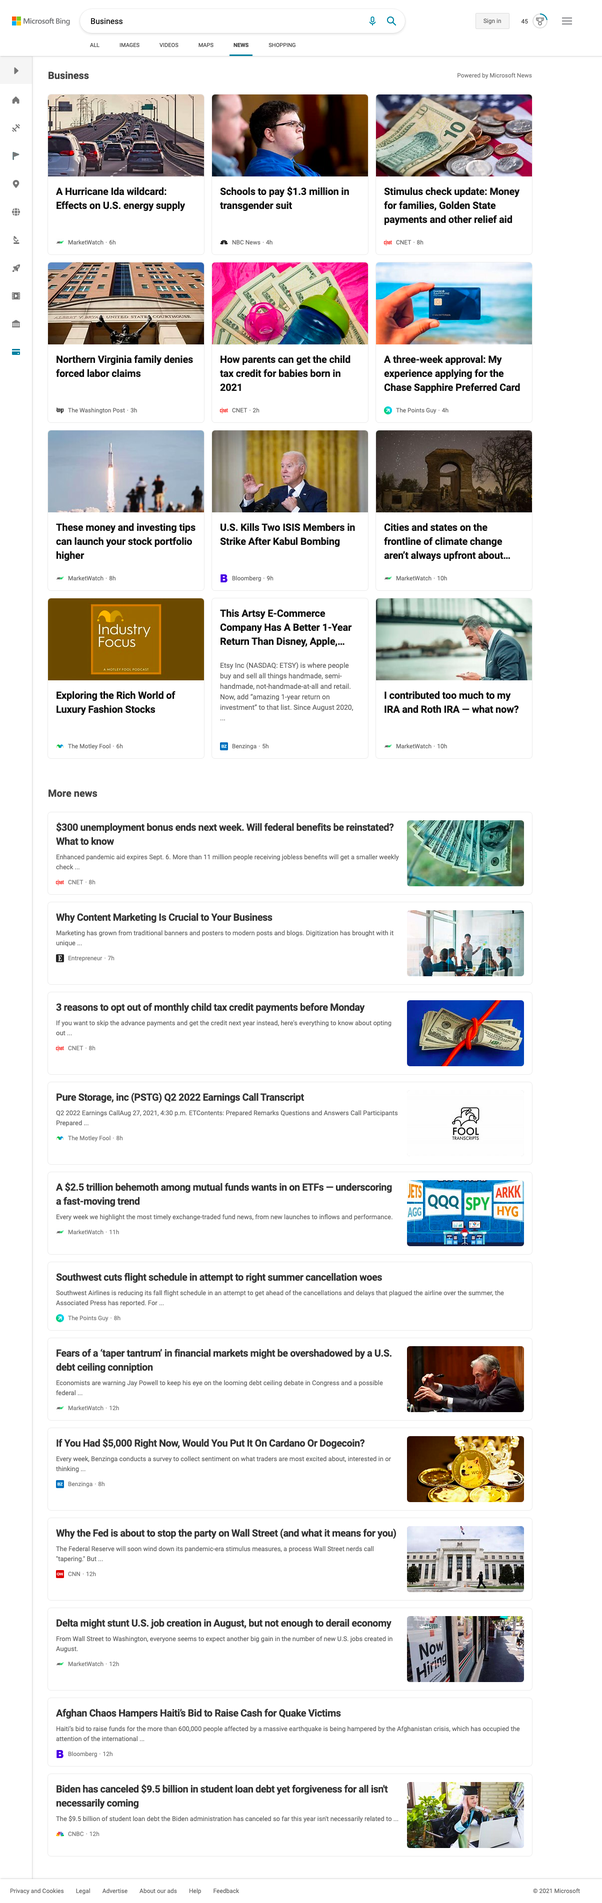 Microsoft Bing
Business
Sign in
45
ALL
IMAGES
VIDEOS
MAPS
NEWS
SHOPPING
Business
Powered by Microsoft News
A Hurricane Ida wildcard:
Effects on U.S. energy supply
MarketWatch · 6h
Schools to pay $1.3 million in
transgender suit
NBC News · 4h
Stimulus check update: Money
for families, Golden State
payments and other relief aid
CNET · 8h
UNITED STATES COURTHOUSE
Northern Virginia family denies
forced labor claims
wp The Washington Post · 3h
How parents can get the child
tax credit for babies born in
2021
CNET · 2h
A three-week approval: My
experience applying for the
Chase Sapphire Preferred Card
The Points Guy · 4h
These money and investing tips
can launch your stock portfolio
higher
MarketWatch · 8h
U.S. Kills Two ISIS Members in
Strike After Kabul Bombing
B Bloomberg · 9h
Cities and states on the
frontline of climate change
aren't always upfront about...
MarketWatch · 10h
Industry
Focus
A MOTLEY FOOL PODCAST
Exploring the Rich World of
Luxury Fashion Stocks
The Motley Fool · 6h
This Artsy E-Commerce
Company Has A Better 1-Year
Return Than Disney, Apple,...
Etsy Inc (NASDAQ: ETSY) is where people
buy and sell all things handmade, semi-
handmade, not-handmade-at-all and retail.
Now, add "amazing 1-year return on
investment" to that list. Since August 2020,
...
Benzinga · 5h
I contributed too much to my
IRA and Roth IRA — what now?
MarketWatch · 10h
More news
$300 unemployment bonus ends next week. Will federal benefits be reinstated?
What to know
Enhanced pandemic aid expires Sept. 6. More than 11 million people receiving jobless benefits will get a smaller weekly
check ...
CNET · 8h
Why Content Marketing Is Crucial to Your Business
Marketing has grown from traditional banners and posters to modern posts and blogs. Digitization has brought with it
unique ...
E Entrepreneur · 7h
3 reasons to opt out of monthly child tax credit payments before Monday
If you want to skip the advance payments and get the credit next year instead, here's everything to know about opting
out ...
CNET · 8h
Pure Storage, inc (PSTG) Q2 2022 Earnings Call Transcript
Q2 2022 Earnings CallAug 27, 2021, 4:30 p.m. ETContents: Prepared Remarks Questions and Answers Call Participants
Prepared ...
The Motley Fool · 8h
FOOL
TRANSCRIPTS
A $2.5 trillion behemoth among mutual funds wants in on ETFs — underscoring
a fast-moving trend
Every week we highlight the most timely exchange-traded fund news, from new launches to inflows and performance.
MarketWatch · 11h
JETS
AGG
QQQ
SPY
ARKK
HYG
Southwest cuts flight schedule in attempt to right summer cancellation woes
Southwest Airlines is reducing its fall flight schedule in an attempt to get ahead of the cancellations and delays that plagued the airline over the summer, the
Associated Press has reported. For ...
The Points Guy · 8h
Fears of a 'taper tantrum' in financial markets might be overshadowed by a U.S.
debt ceiling conniption
Economists are warning Jay Powell to keep his eye on the looming debt ceiling debate in Congress and a possible
federal ...
MarketWatch · 12h
If You Had $5,000 Right Now, Would You Put It On Cardano Or Dogecoin?
Every week, Benzinga conducts a survey to collect sentiment on what traders are most excited about, interested in or
thinking ...
Benzinga · 8h
Why the Fed is about to stop the party on Wall Street (and what it means for you)
The Federal Reserve will soon wind down its pandemic-era stimulus measures, a process Wall Street nerds call
"tapering." But ...
CNN · 12h
Delta might stunt U.S. job creation in August, but not enough to derail economy
From Wall Street to Washington, everyone seems to expect another big gain in the number of new U.S. jobs created in
August.
MarketWatch · 12h
Now
Hiring
Afghan Chaos Hampers Haiti's Bid to Raise Cash for Quake Victims
Haiti's bid to raise funds for the more than 600,000 people affected by a massive earthquake is being hampered by the Afghanistan crisis, which has occupied the
attention of the international ...
B Bloomberg · 12h
Biden has canceled $9.5 billion in student loan debt yet forgiveness for all isn't
necessarily coming
The $9.5 billion of student loan debt the Biden administration has canceled so far this year isn't necessarily related to ...
CNBC · 12h
Privacy and Cookies
Legal
Advertise
About our ads
Help
Feedback
© 2021 Microsoft